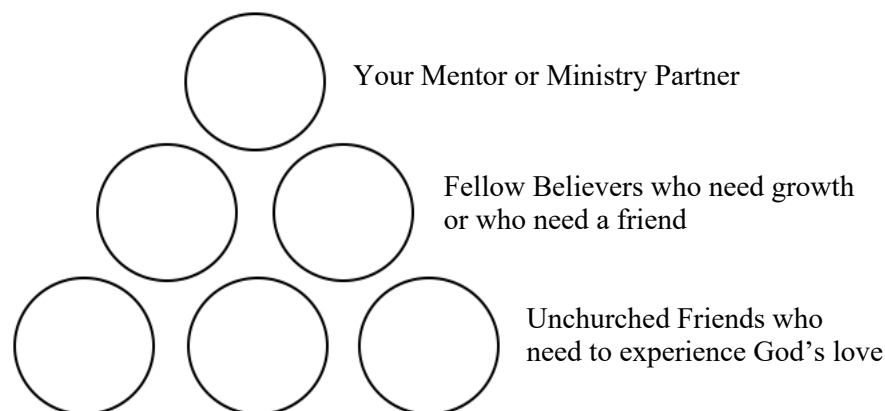 Your Mentor or Ministry Partner
Fellow Believers who need growth
or who need a friend
Unchurched Friends who
need to experience God’s love